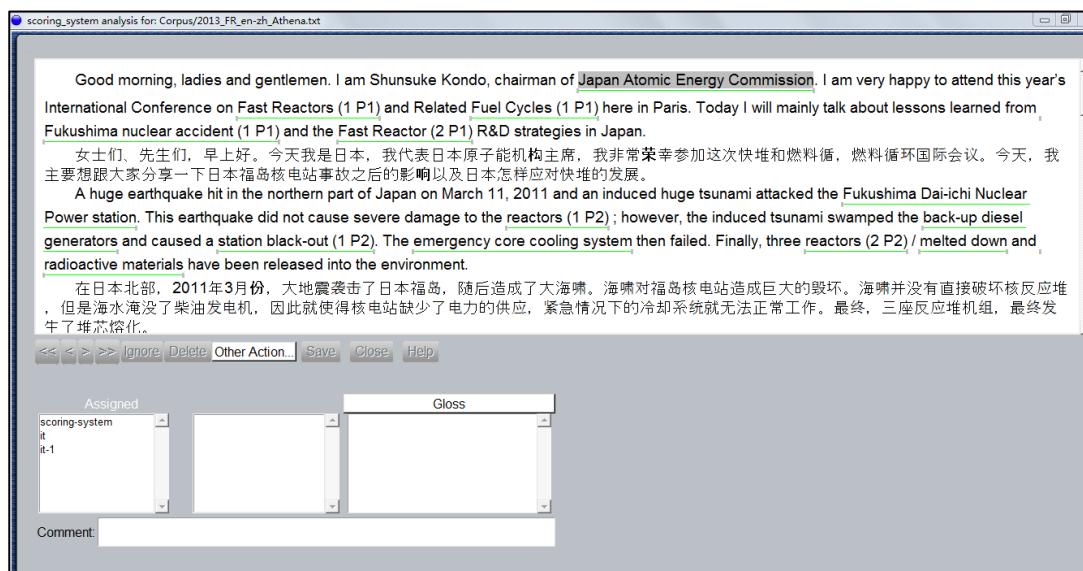 scoring_system analysis for: Corpus/2013_FR_en-zh_Athena.txt
Good morning, ladies and gentlemen. I am Shunsuke Kondo, chairman of Japan Atomic Energy Commission. I am very happy to attend this year's
International Conference on Fast Reactors (1 P1) and Related Fuel Cycles (1 P1) here in Paris. Today I will mainly talk about lessons learned from
Fukushima nuclear accident (1 P1) and the Fast Reactor (2 P1) R&D strategies in Japan.
女士们、先生们，早上好。今天我是日本，我代表日本原子能机构主席，我非常荣幸参加这次快堆和燃料循，燃料循环国际会议。今天，我
主要想跟大家分享一下日本福岛核电站事故之后的影响以及日本怎样应对快堆的发展。
A huge earthquake hit in the northern part of Japan on March 11, 2011 and an induced huge tsunami attacked the Fukushima Dai-ichi Nuclear
Power station. This earthquake did not cause severe damage to the reactors (1 P2) ; however, the induced tsunami swamped the back-up diesel
generators and caused a station black-out (1 P2). The emergency core cooling system then failed. Finally, three reactors (2 P2) / melted down and
radioactive materials have been released into the environment.
在日本北部，2011年3月份，大地震袭击了日本福岛，随后造成了大海啸。海啸对福岛核电站造成巨大的毁坏。海啸并没有直接破坏核反应堆
，但是海水淹没了柴油发电机，因此就使得核电站缺少了电力的供应，紧急情况下的冷却系统就无法正常工作。最终，三座反应堆机组，最终发
生了堆芯熔化。
<< < > >> Ignore Delete Other Action... Save Close Help
Assigned Gloss
scoring-system
it
it-1
Comment: